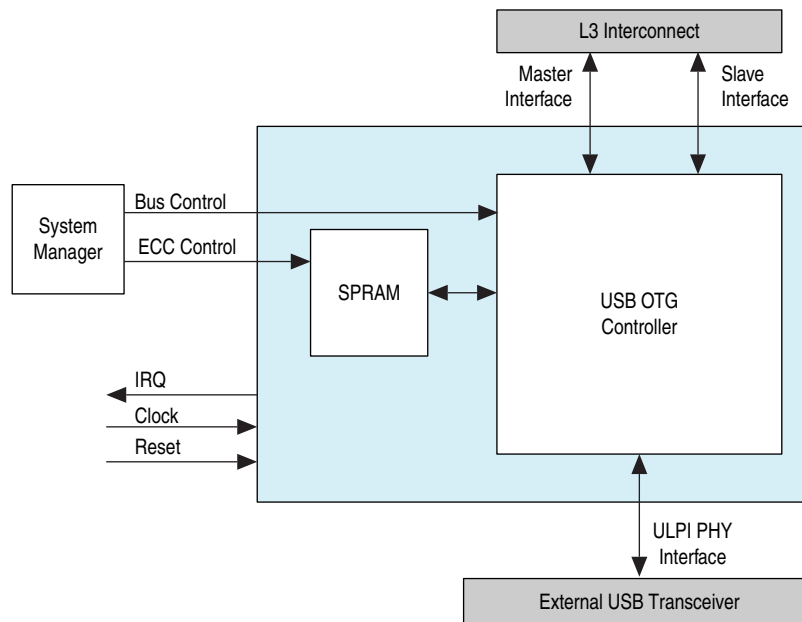 L3 Interconnect
Master
Interface
Slave
Interface
System
Manager
Bus Control
ECC Control
SPRAM
USB OTG
Controller
IRQ
Clock
Reset
ULPI PHY
Interface
External USB Transceiver